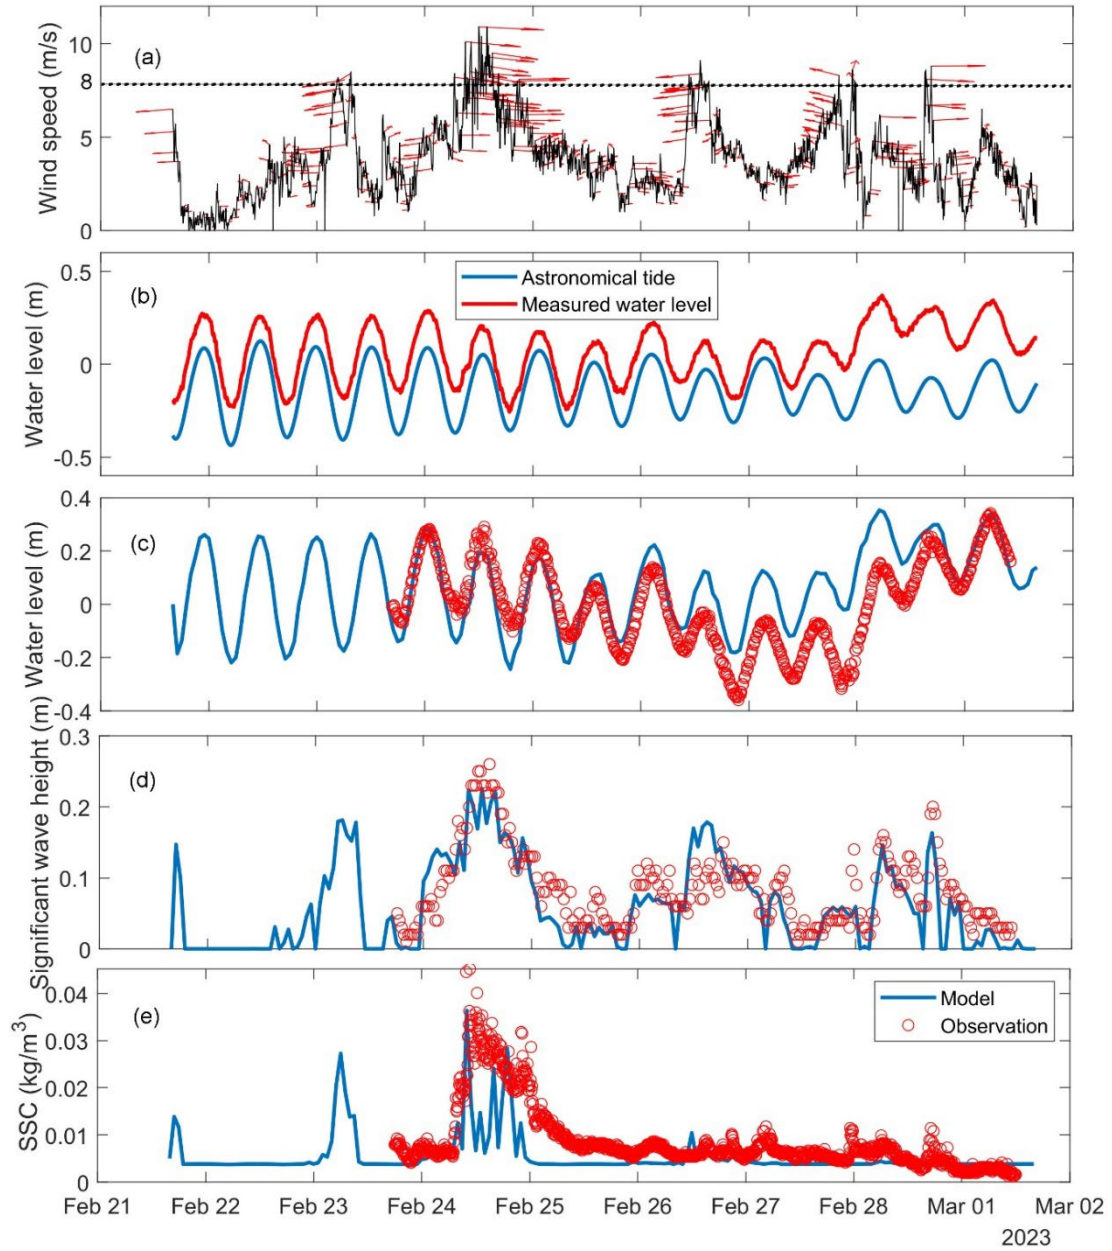 Wind speed (m/s)
(a)
10
8
5
0
Water level (m)
(b)
0.5
0
-0.5
Astronomical tide
Measured water level
Water level (m)
(c)
0.4
0.2
0
-0.2
-0.4
Significant wave height (m)
(d)
0.3
0.2
0.1
0
SSC (kg/m³)
(e)
0.04
0.03
0.02
0.01
0
Model
Observation
Feb 21 Feb 22 Feb 23 Feb 24 Feb 25 Feb 26 Feb 27 Feb 28 Mar 01 Mar 02
2023